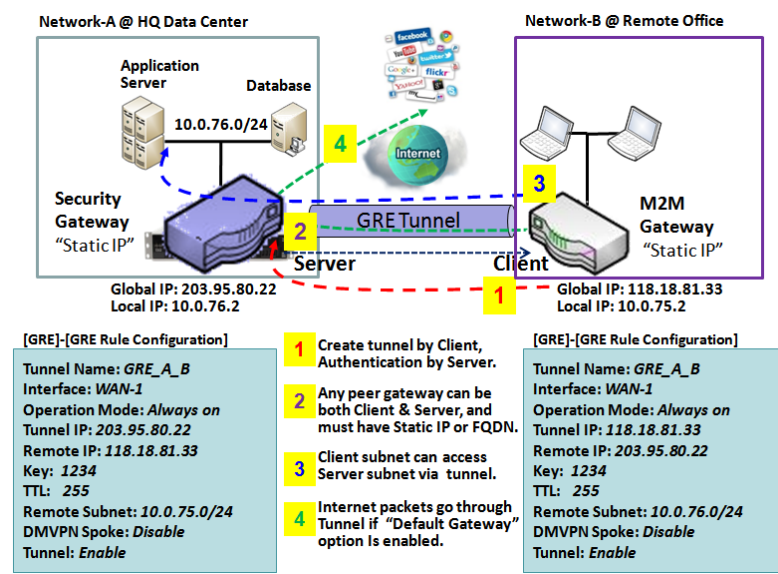 Network-A @ HQ Data Center
Network-B @ Remote Office
Application
Server
Database
10.0.76.0/24
facebook
You Tube
twitter
Google+
flickr
YAHOO!
Internet
4
3
Security
Gateway
"Static IP"
2
GRE Tunnel
M2M
Gateway
"Static IP"
Server
Client
1
Global IP: 203.95.80.22
Local IP: 10.0.76.2
Global IP: 118.18.81.33
Local IP: 10.0.75.2
[GRE]-[GRE Rule Configuration]
Tunnel Name: GRE_A_B
Interface: WAN-1
Operation Mode: Always on
Tunnel IP: 203.95.80.22
Remote IP: 118.18.81.33
Key: 1234
TTL: 255
Remote Subnet: 10.0.75.0/24
DMVPN Spoke: Disable
Tunnel: Enable
1 Create tunnel by Client,
Authentication by Server.
2 Any peer gateway can be
both Client & Server, and
must have Static IP or FQDN.
3 Client subnet can access
Server subnet via tunnel.
4 Internet packets go through
Tunnel if "Default Gateway"
option Is enabled.
[GRE]-[GRE Rule Configuration]
Tunnel Name: GRE_A_B
Interface: WAN-1
Operation Mode: Always on
Tunnel IP: 118.18.81.33
Remote IP: 203.95.80.22
Key: 1234
TTL: 255
Remote Subnet: 10.0.76.0/24
DMVPN Spoke: Disable
Tunnel: Enable